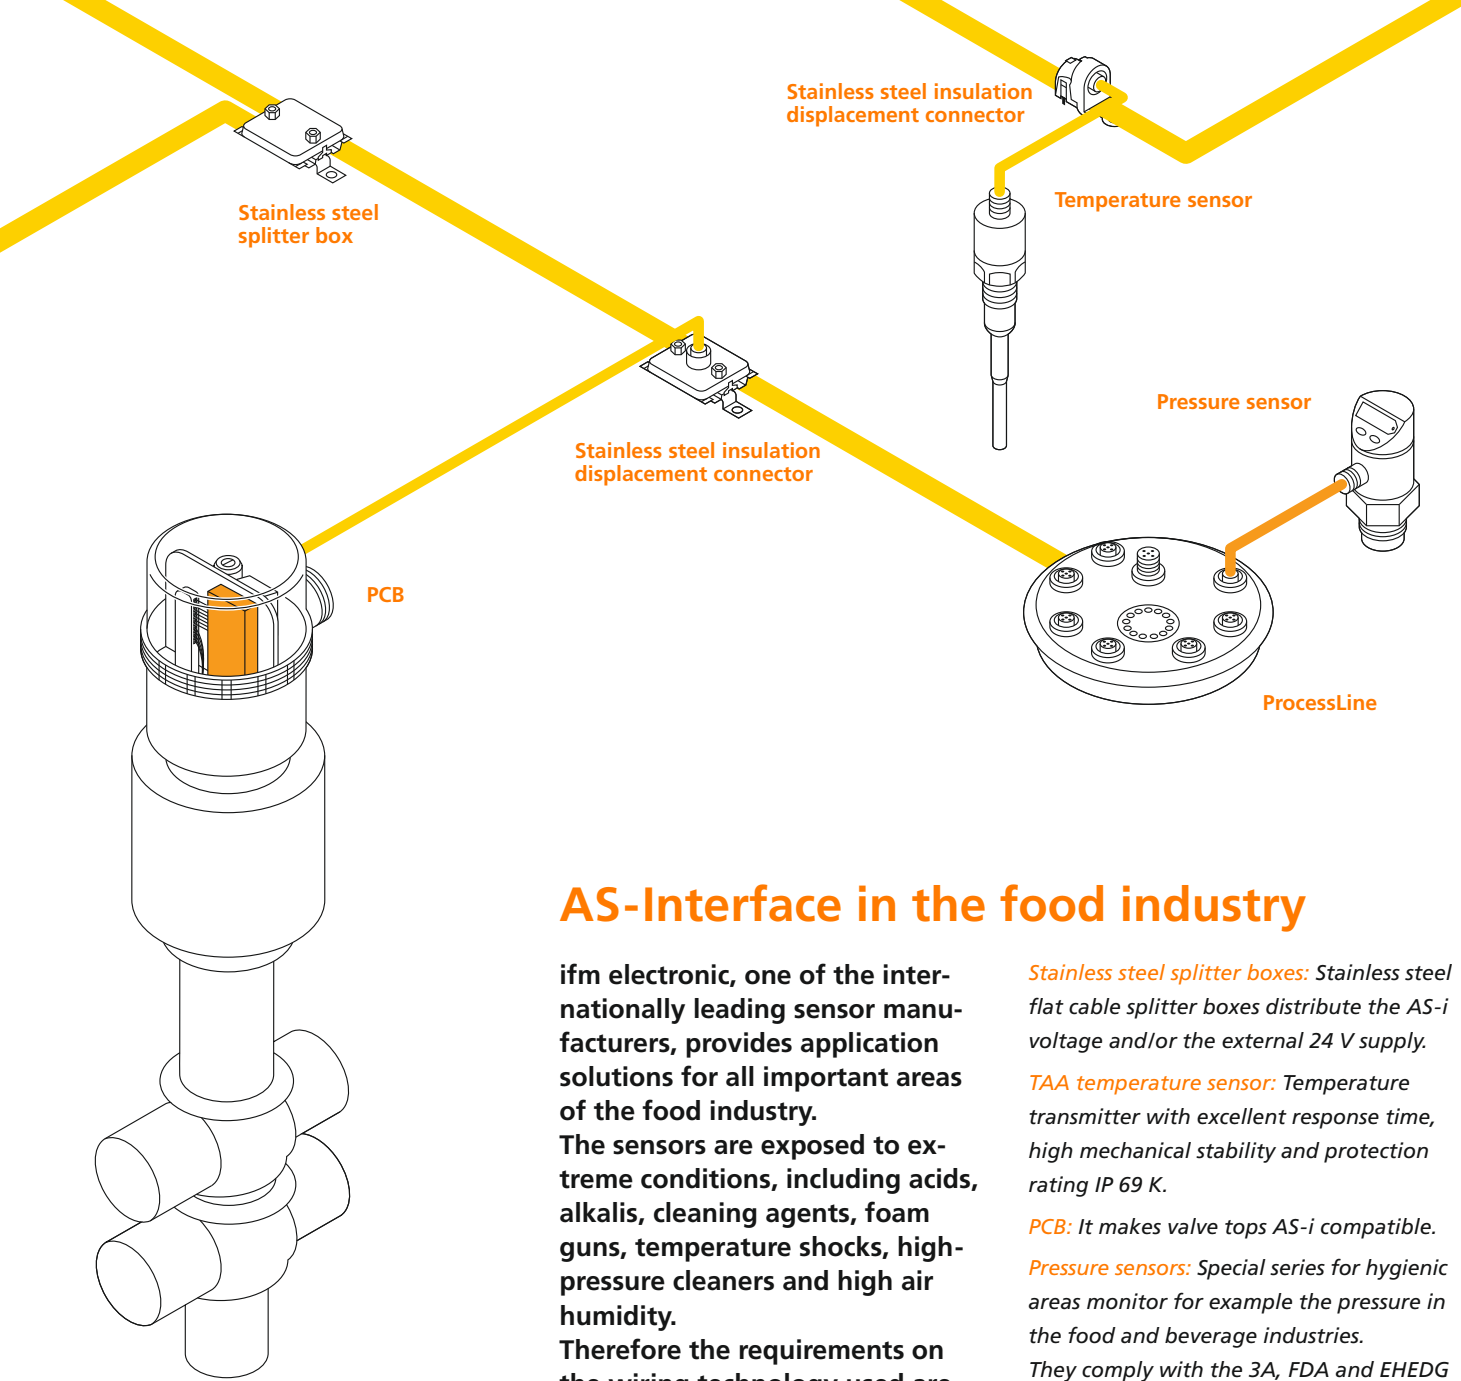 Stainless steel insulation
displacement connector
Temperature sensor
Stainless steel
splitter box
Pressure sensor
Stainless steel insulation
displacement connector
PCB
ProcessLine
AS-Interface in the food industry
ifm electronic, one of the inter-
nationally leading sensor manu-
facturers, provides application
solutions for all important areas
of the food industry.
The sensors are exposed to ex-
treme conditions, including acids,
alkalis, cleaning agents, foam
guns, temperature shocks, high-
pressure cleaners and high air
humidity.
Therefore the requirements on
the wiring technology used are
Stainless steel splitter boxes: Stainless steel
flat cable splitter boxes distribute the AS-i
voltage and/or the external 24 V supply.
TAA temperature sensor: Temperature
transmitter with excellent response time,
high mechanical stability and protection
rating IP 69 K.
PCB: It makes valve tops AS-i compatible.
Pressure sensors: Special series for hygienic
areas monitor for example the pressure in
the food and beverage industries.
They comply with the 3A, FDA and EHEDG